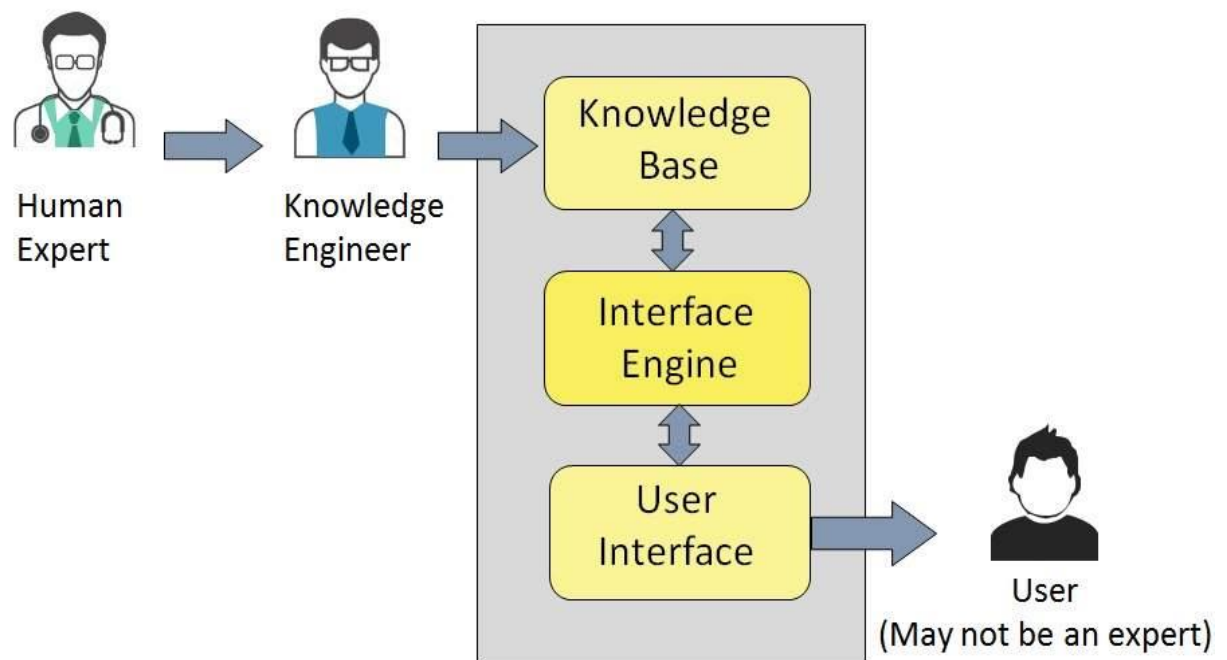 Human
Expert
Knowledge
Engineer
Knowledge
Base
Interface
Engine
User
Interface
User
(May not be an expert)